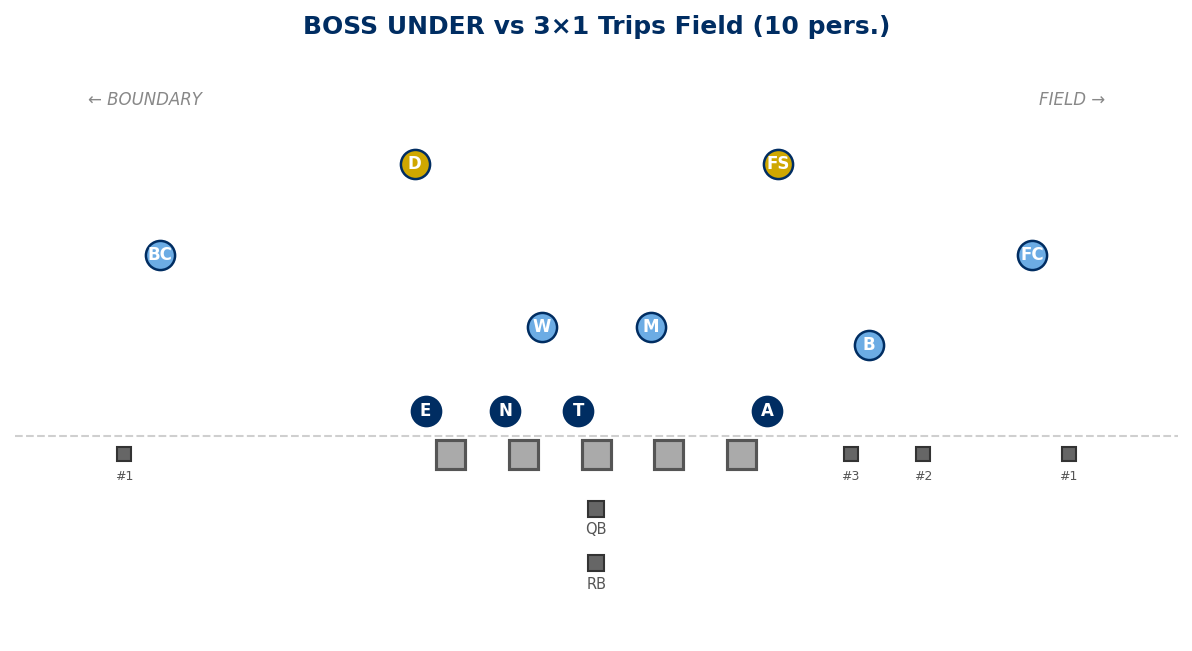 BOSS UNDER vs 3×1 Trips Field (10 pers.)
← BOUNDARY
FIELD →
D
FS
BC
FC
W
M
B
E
N
T
A
#1
#3
#2
#1
QB
RB